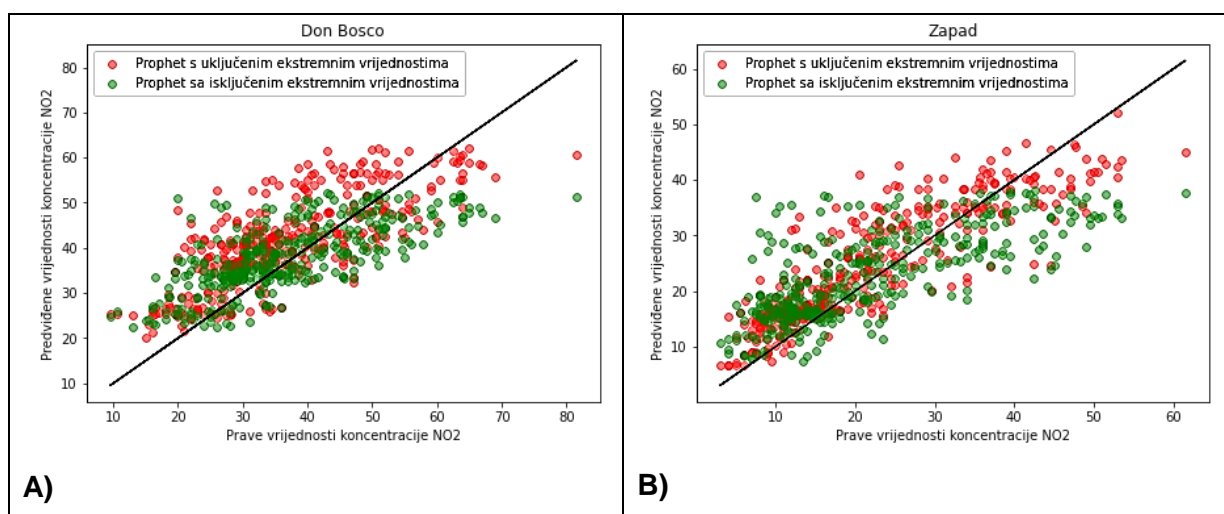 Don Bosco
Prophet s uključenim ekstremnim vrijednostima
Prophet sa isključenim ekstremnim vrijednostima
Predviđene vrijednosti koncentracije NO2
80
70
60
50
40
30
20
10
10 20 30 40 50 60 70 80
Prave vrijednosti koncentracije NO2
A)
Zapad
Prophet s uključenim ekstremnim vrijednostima
Prophet sa isključenim ekstremnim vrijednostima
Predviđene vrijednosti koncentracije NO2
60
50
40
30
20
10
10 20 30 40 50 60
Prave vrijednosti koncentracije NO2
B)